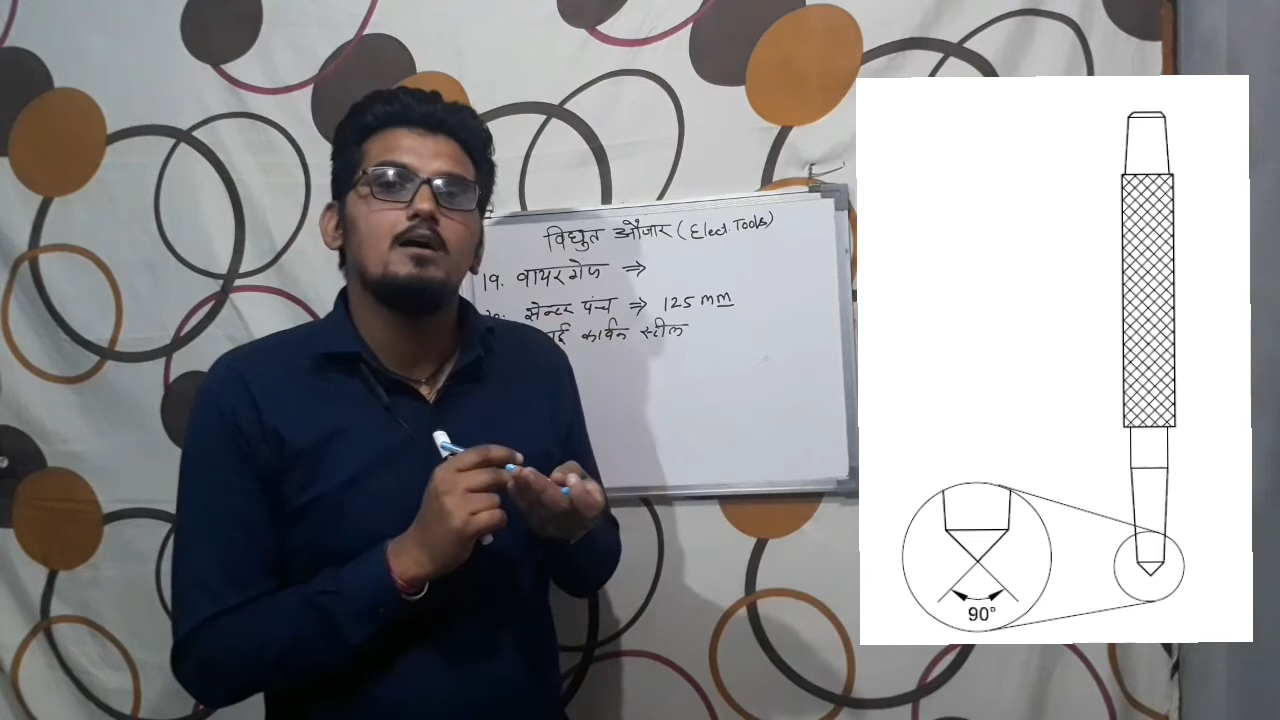 विधुत औजार (Elect. Tools)
19. वायर गेज ⇒
सेन्टर पंच ⇒ 125 mm
कार्बन स्टील
90°